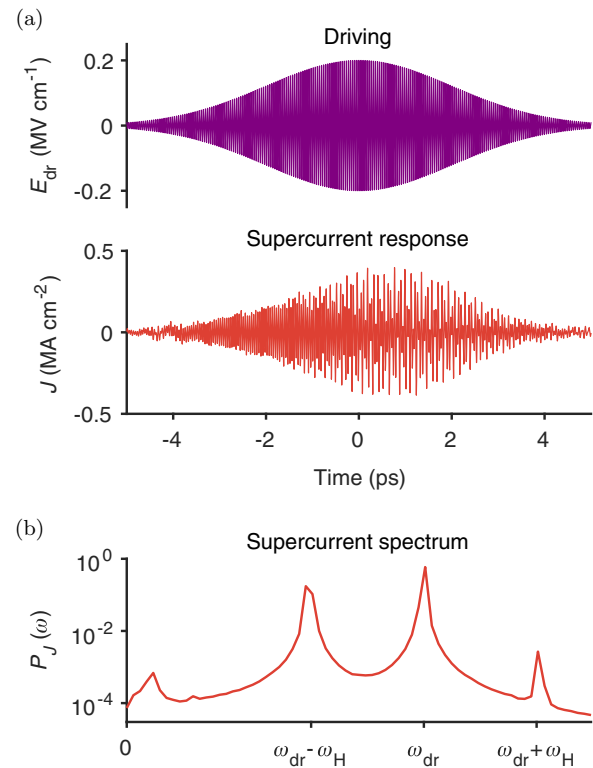 (a)
Driving
E_dr (MV cm⁻¹)
0.2
0
-0.2
Supercurrent response
J (MA cm⁻²)
0.5
0
-0.5
-4 -2 0 2 4
Time (ps)
(b)
Supercurrent spectrum
P_J(ω)
10⁰
10⁻²
10⁻⁴
0 ω_dr-ω_H ω_dr ω_dr+ω_H